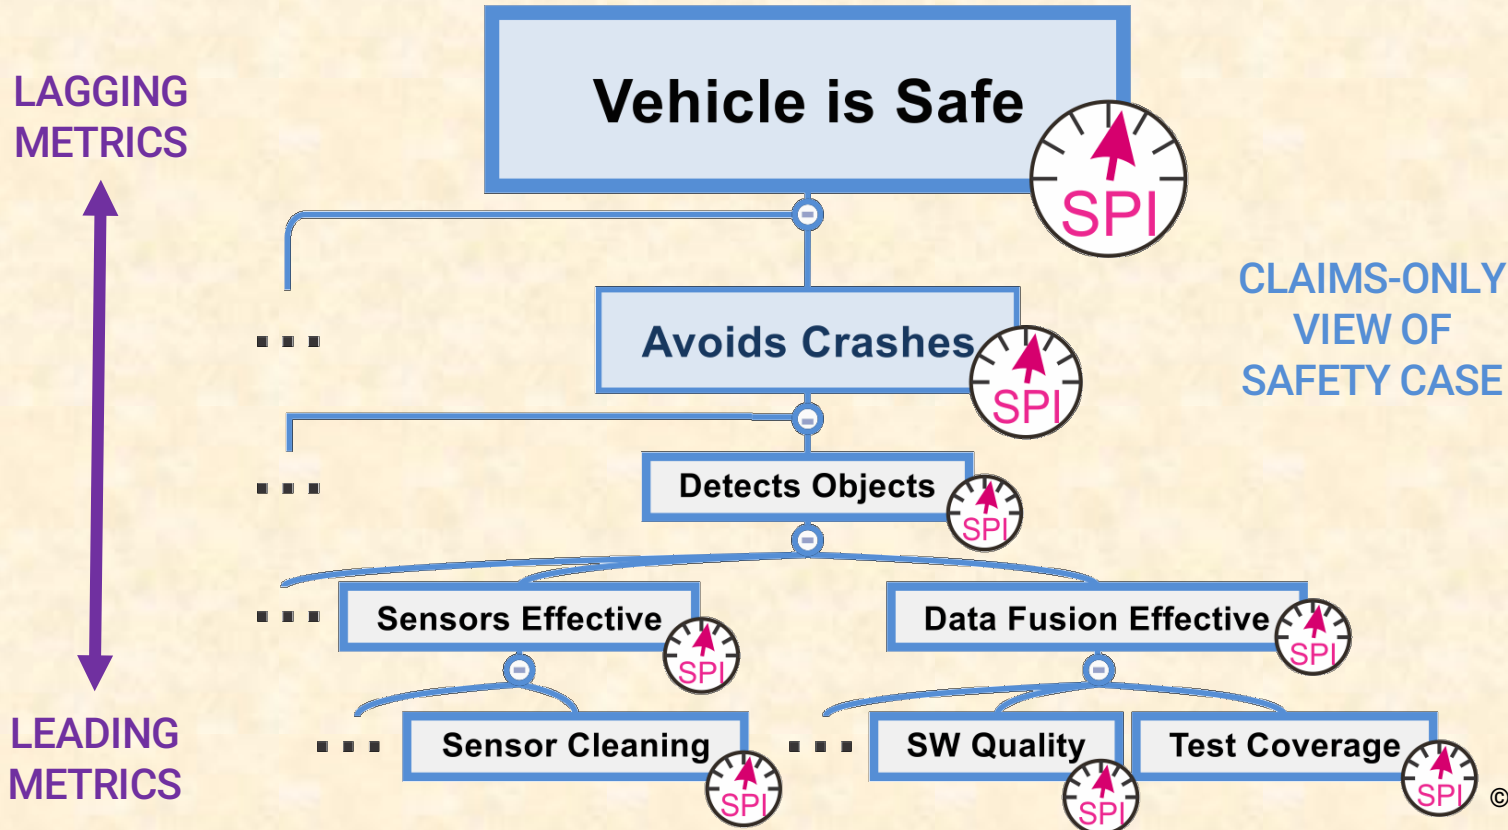 Vehicle is Safe
SPI
LAGGING
METRICS
CLAIMS-ONLY
VIEW OF
SAFETY CASE
Avoids Crashes
SPI
...
Detects Objects
SPI
...
Sensors Effective
SPI
Data Fusion Effective
SPI
...
LEADING
METRICS
...
Sensor Cleaning
SPI
...
SW Quality
SPI
Test Coverage
SPI
©